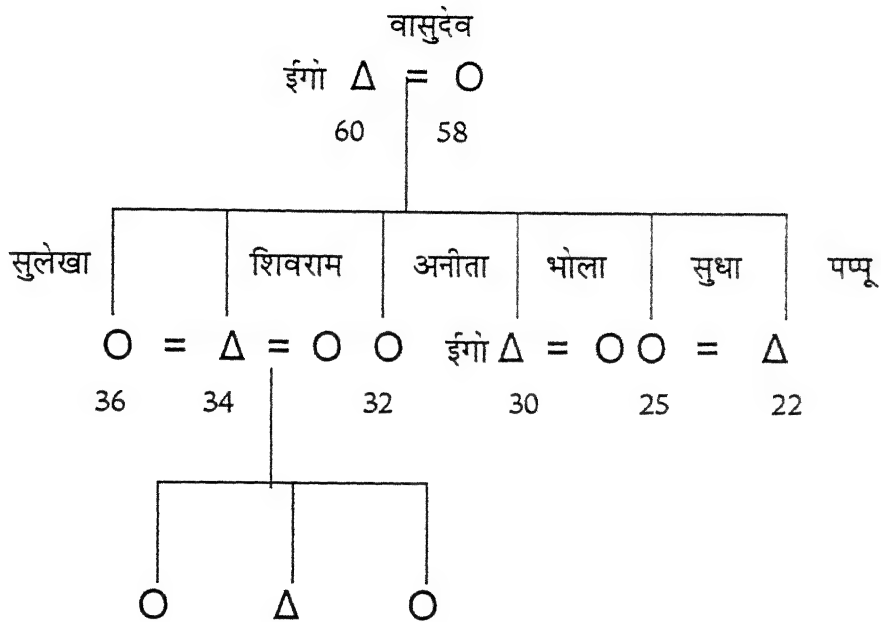 वासुदेव
ईगो Δ = O
60 58
सुलेखा शिवराम अनीता भोला सुधा पप्पू
O = Δ = O O ईगो Δ = O O = Δ
36 34 32 30 25 22
O Δ O